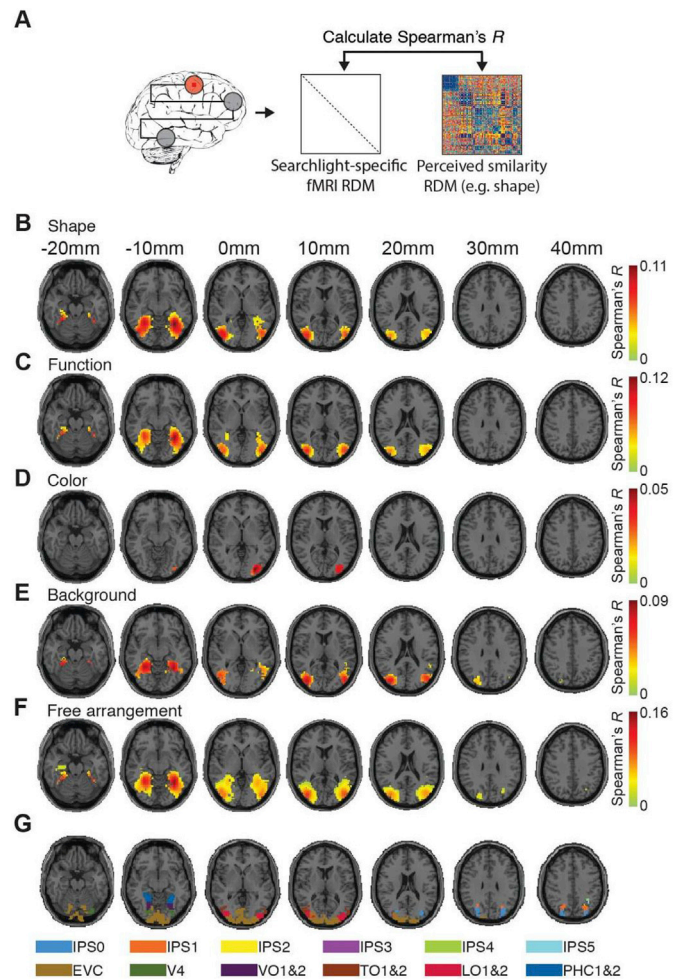 A
Calculate Spearman's R
Searchlight-specific
fMRI RDM
Perceived smilarity
RDM (e.g. shape)
B Shape
-20mm -10mm 0mm 10mm 20mm 30mm 40mm
0.11
Spearman's R
0
C Function
0.12
Spearman's R
0
D Color
0.05
Spearman's R
0
E Background
0.09
Spearman's R
0
F Free arrangement
0.16
Spearman's R
0
G
IPS0 IPS1 IPS2 IPS3 IPS4 IPS5
EVC V4 VO1&2 TO1&2 LO1&2 PHC1&2